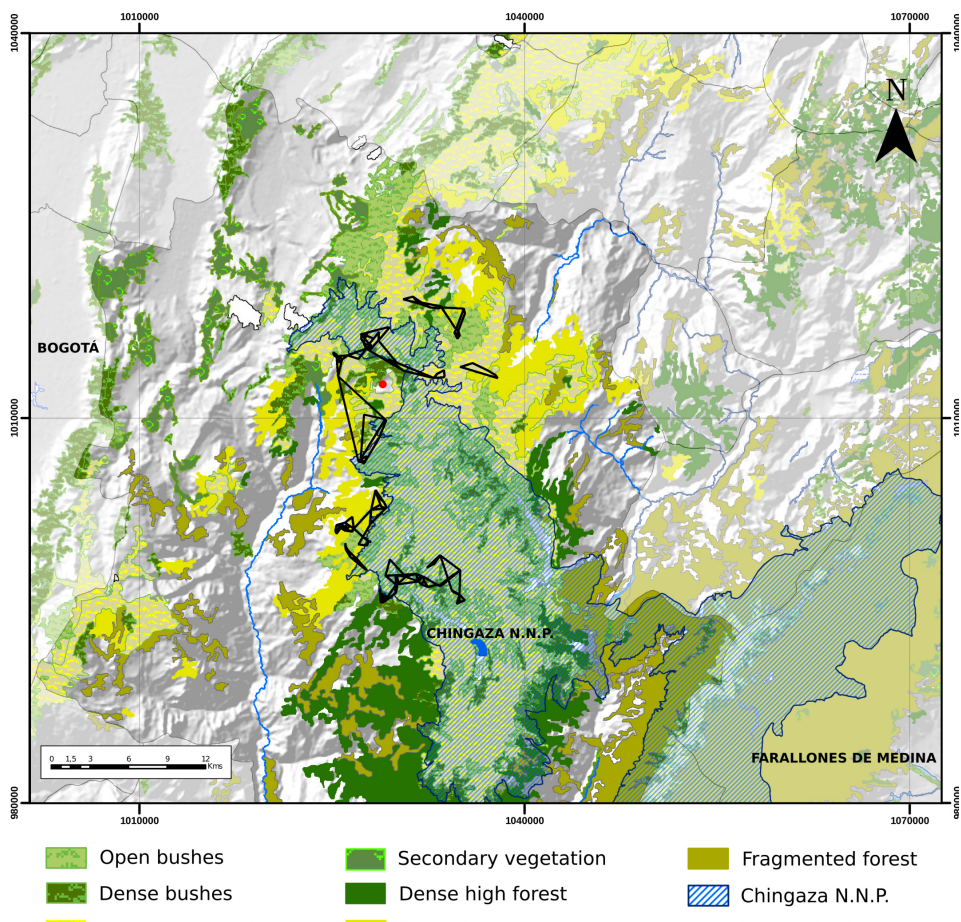 1010000 1040000 1070000
1040000 1040000
N
BOGOTÁ
1010000 1010000
CHINGAZA N.N.P.
FARALLONES DE MEDINA
0 1,5 3 6 9 12
Kms
980000 980000
1010000 1040000 1070000
Open bushes Secondary vegetation Fragmented forest
Dense bushes Dense high forest Chingaza N.N.P.